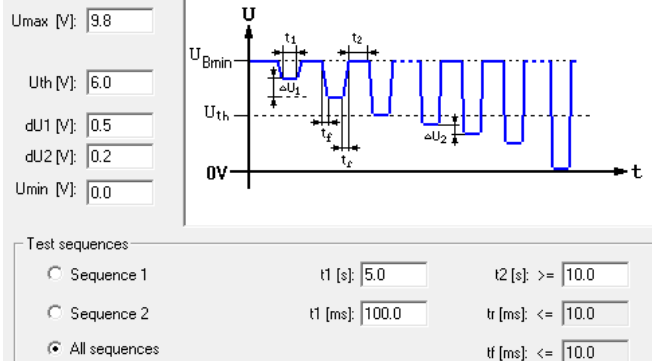 Umax [V]: 9.8
Uth [V]: 6.0
dU1 [V]: 0.5
dU2 [V]: 0.2
Umin [V]: 0.0
U
t1
t2
UBmin
△U1
Uth
tf
tr
△U2
0V
t
Test sequences
Sequence 1
t1 [s]: 5.0
t2 [s]: >= 10.0
Sequence 2
t1 [ms]: 100.0
tr [ms]: <= 10.0
All sequences
tf [ms]: <= 10.0